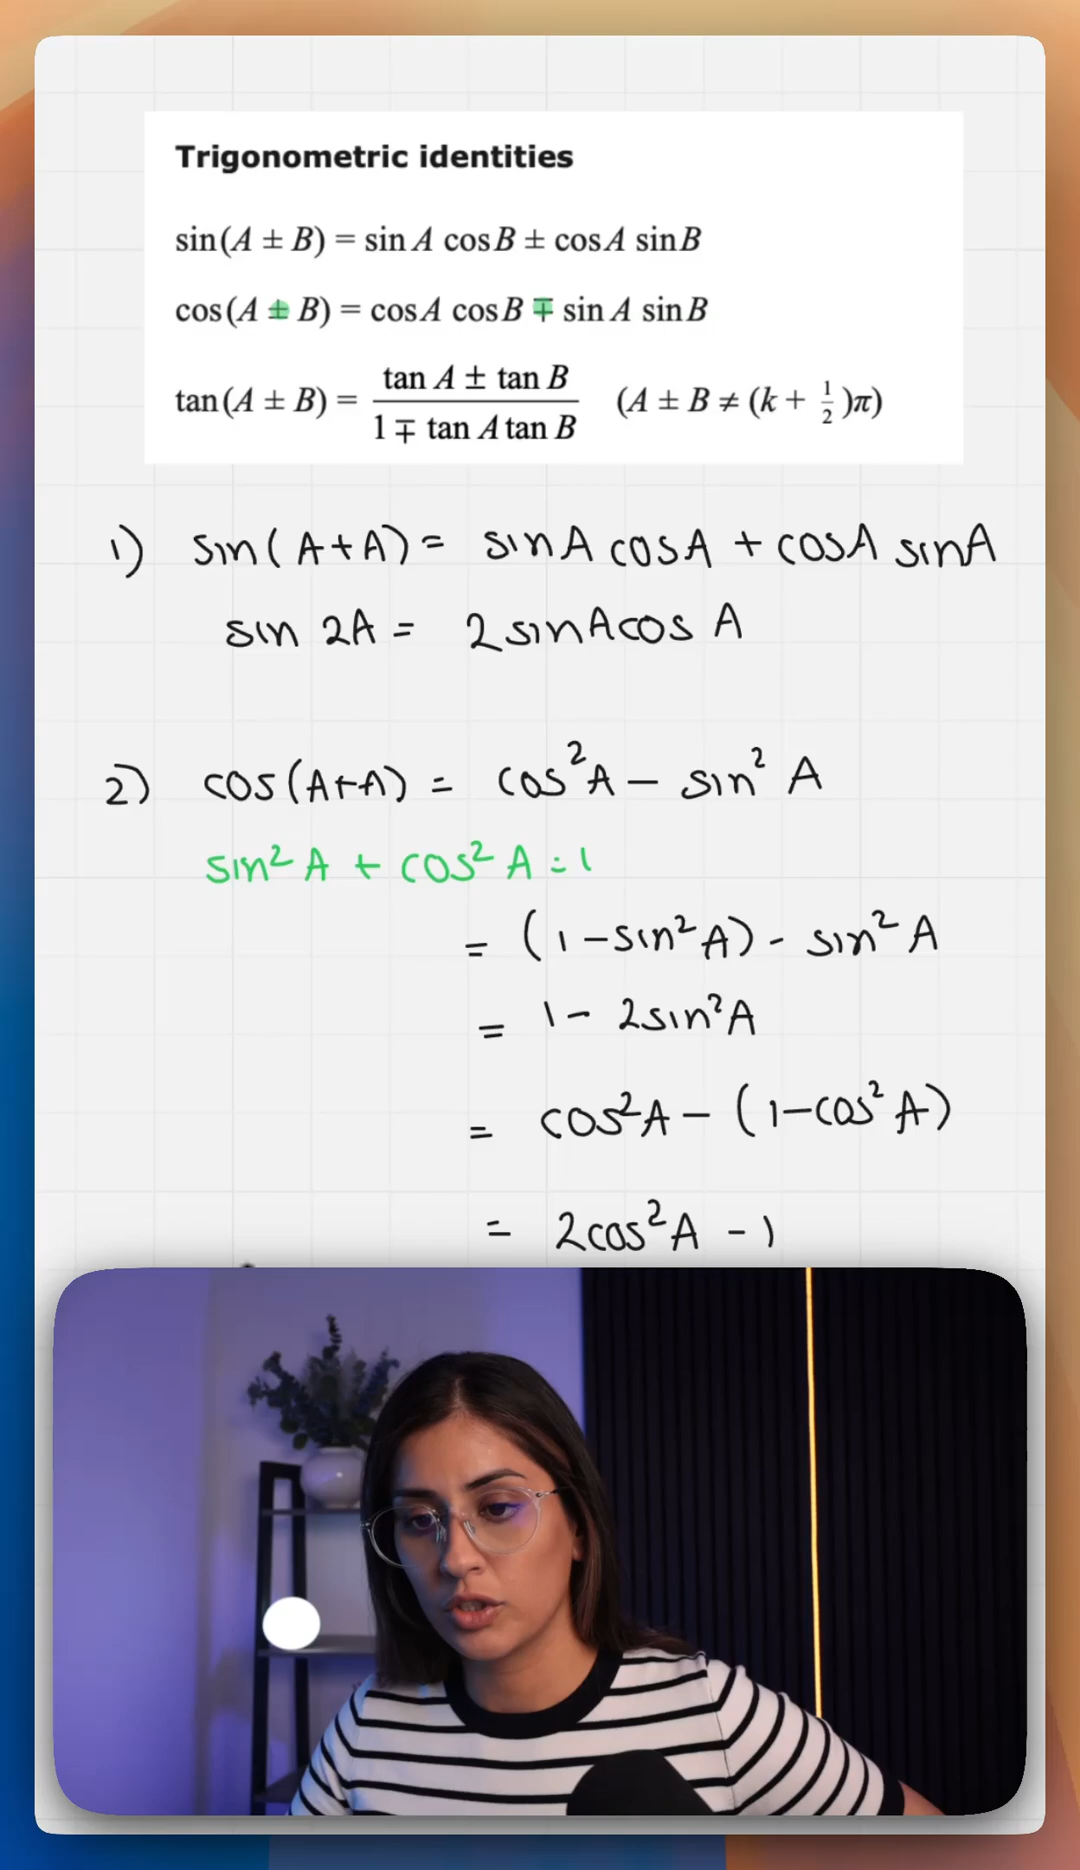 Trigonometric identities
sin(A ± B) = sin A cos B ± cos A sin B
cos(A ± B) = cos A cos B ∓ sin A sin B
tan(A ± B) = (tan A ± tan B)/(1 ∓ tan A tan B) (A ± B ≠ (k + 1/2)π)
1) sin(A+A) = sinA cosA + cosA sinA
sin 2A = 2sinAcos A
2) cos(A+A) = cos²A − sin² A
sin² A + cos² A = 1
= (1 − sin² A) - sin² A
= 1 - 2sin²A
= cos²A − (1−cos² A)
= 2cos²A - 1